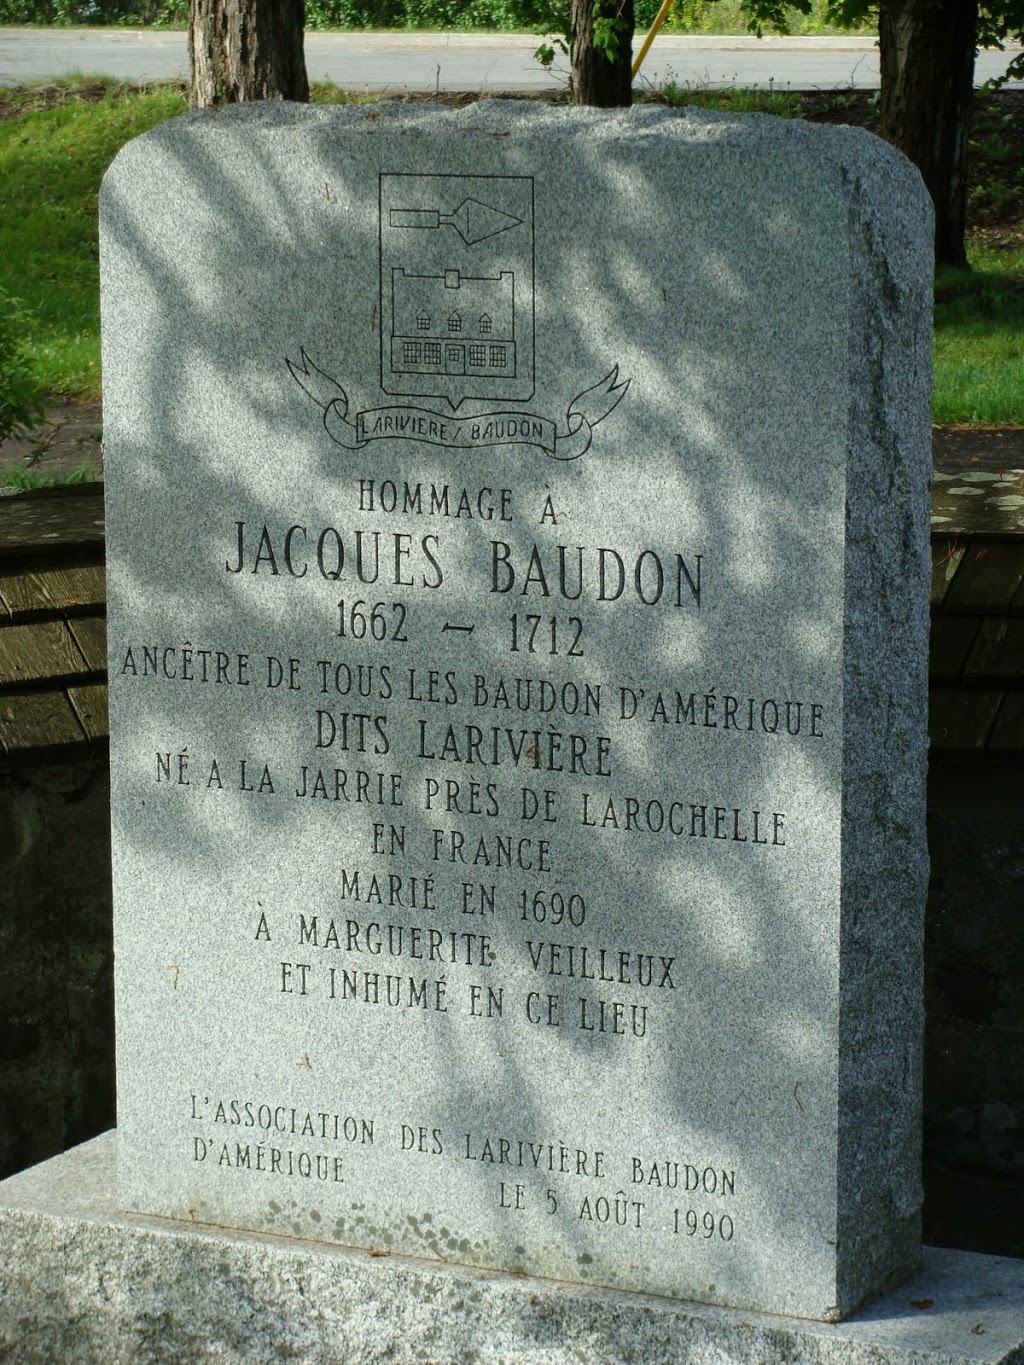 LARIVIERE / BAUDON
HOMMAGE À
JACQUES BAUDON
1662 – 1712
ANCÊTRE DE TOUS LES BAUDON D'AMÉRIQUE
DITS LARIVIÈRE
NÉ A LA JARRIE PRÈS DE LAROCHELLE
EN FRANCE
MARIÉ EN 1690
À MARGUERITE VEILLEUX
ET INHUMÉ EN CE LIEU
L'ASSOCIATION DES LARIVIÈRE BAUDON
D'AMÉRIQUE
LE 5 AOÛT 1990